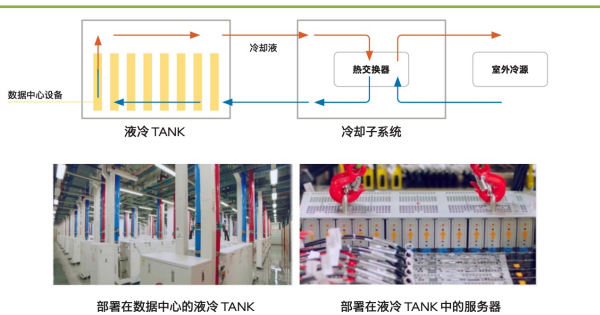 冷却液
热交换器
室外冷源
数据中心设备
液冷 TANK
冷却子系统
部署在数据中心的液冷 TANK
部署在液冷 TANK 中的服务器